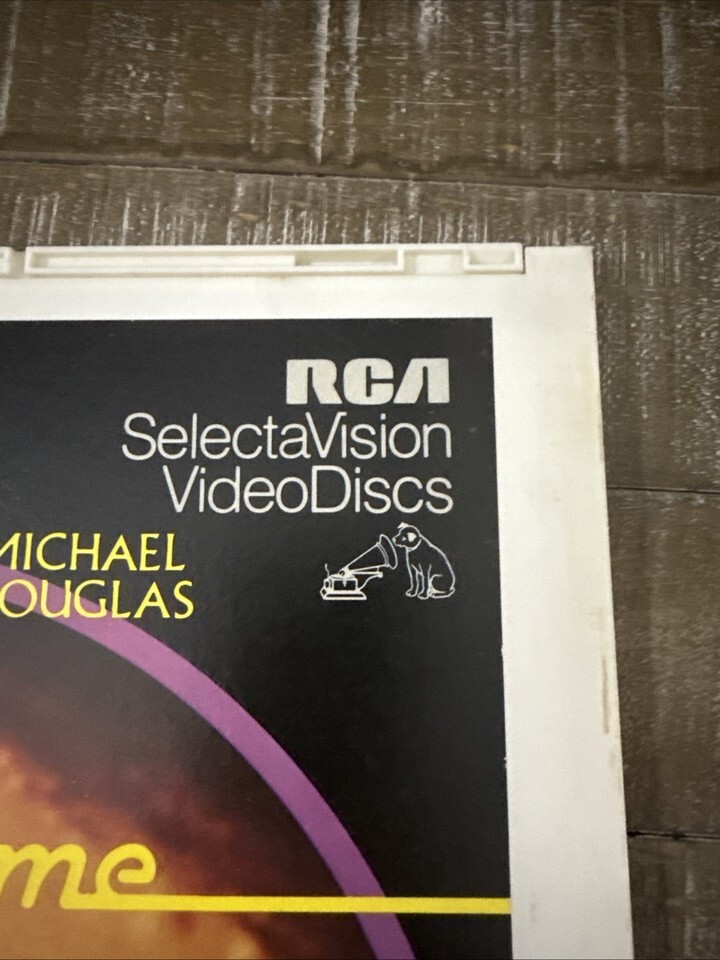 RCA
SelectaVision
VideoDiscs
MICHAEL
OUGLAS
me